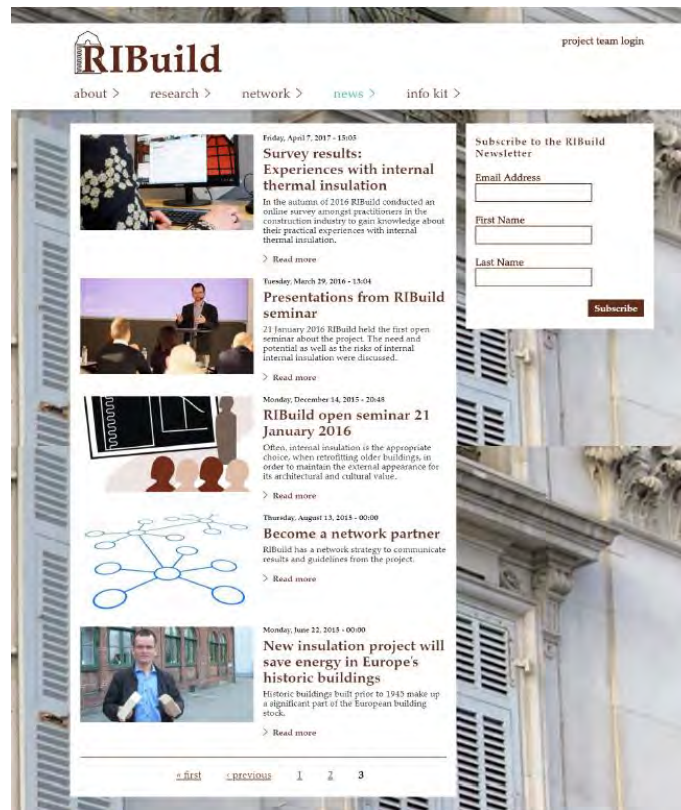 project team login
RIBuild
about >
research >
network >
news >
info kit >
Friday, April 7, 2017 - 13:05
Survey results:
Experiences with internal
thermal insulation
In the autumn of 2016 RIBuild conducted an
online survey amongst practitioners in the
construction industry to gain knowledge about
their practical experiences with internal
thermal insulation.
> Read more
Tuesday, March 29, 2016 - 13:04
Presentations from RIBuild
seminar
21 January 2016 RIBuild held the first open
seminar about the project. The need and
potential as well as the risks of internal
internal insulation were discussed.
> Read more
Monday, December 14, 2015 - 20:48
RIBuild open seminar 21
January 2016
Often, internal insulation is the appropriate
choice, when retrofitting older buildings, in
order to maintain the external appearance for
its architectural and cultural value.
> Read more
Thursday, August 13, 2015 - 00:00
Become a network partner
RIBuild has a network strategy to communicate
results and guidelines from the project.
> Read more
Monday, June 22, 2015 - 00:00
New insulation project will
save energy in Europe's
historic buildings
Historic buildings built prior to 1945 make up
a significant part of the European building
stock.
> Read more
« first
‹ previous
1
2
3
Subscribe to the RIBuild
Newsletter
Email Address
First Name
Last Name
Subscribe